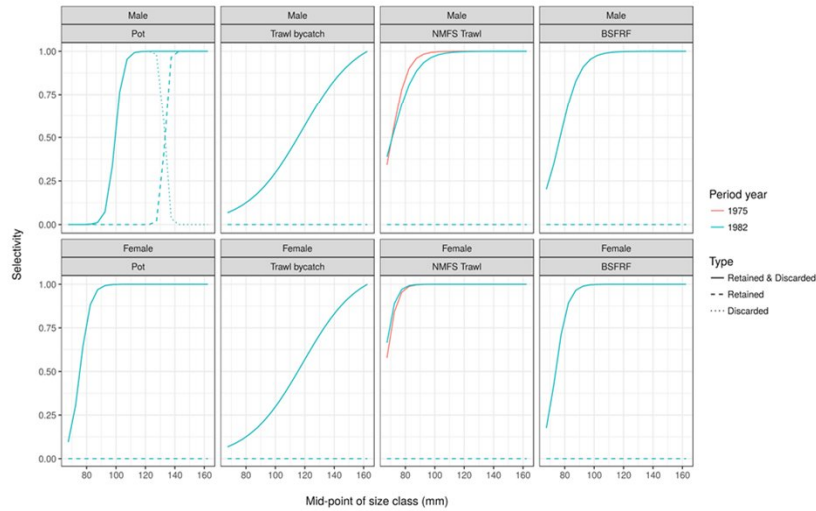 Male Male Male Male
Pot Trawl bycatch NMFS Trawl BSFRF
1.00
0.75
0.50
0.25
0.00
Female Female Female Female
Pot Trawl bycatch NMFS Trawl BSFRF
1.00
0.75
0.50
0.25
0.00
80 100 120 140 160 80 100 120 140 160 80 100 120 140 160 80 100 120 140 160
Mid-point of size class (mm)
Selectivity
Period year
1975
1982
Type
Retained & Discarded
Retained
Discarded